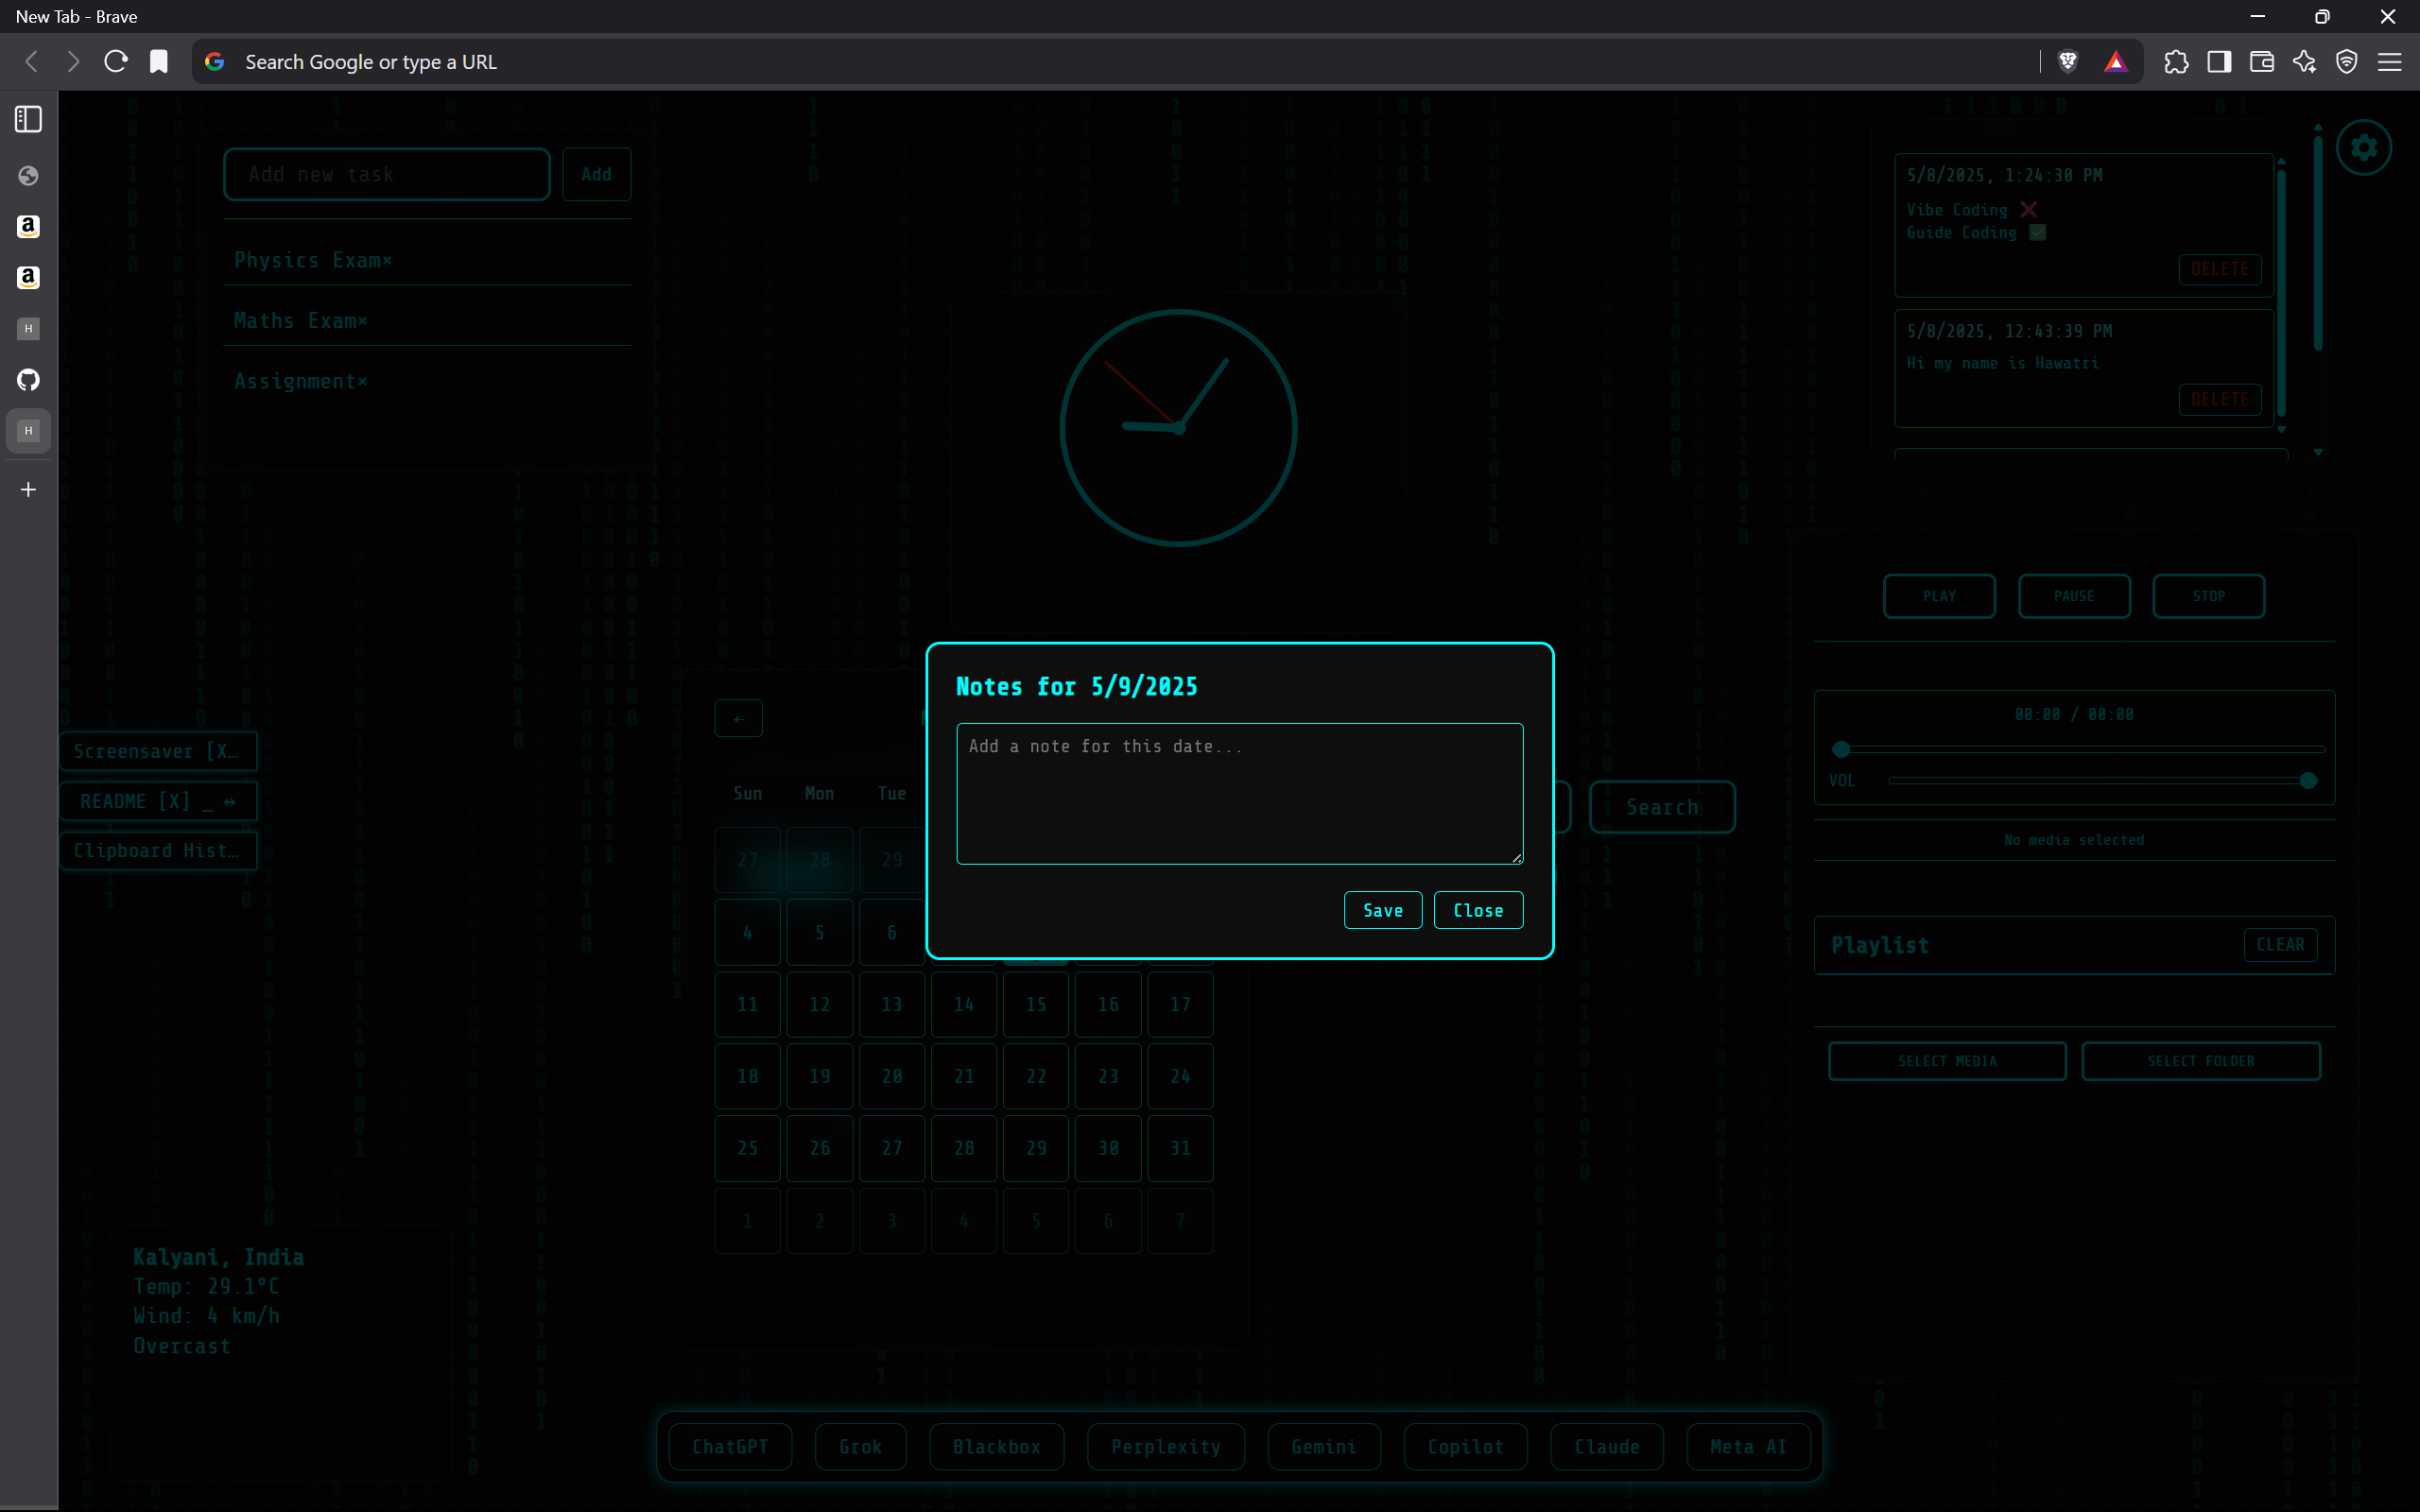 New Tab - Brave
Search Google or type a URL
Add new task
Add
Physics Exam×
Maths Exam×
Assignment×
5/8/2025, 1:24:30 PM
Vibe Coding ❌
Guide Coding ✅
DELETE
5/8/2025, 12:43:39 PM
Hi my name is Hawatri
DELETE
PLAY PAUSE STOP
00:00 / 00:00
VOL
No media selected
Playlist
CLEAR
SELECT MEDIA SELECT FOLDER
Screensaver [X…
README [X] _ ↔
Clipboard Hist…
Notes for 5/9/2025
Add a note for this date...
Save Close
Search
←
Sun Mon Tue
27 28 29
4 5 6
11 12 13 14 15 16 17
18 19 20 21 22 23 24
25 26 27 28 29 30 31
1 2 3 4 5 6 7
Kalyani, India
Temp: 29.1°C
Wind: 4 km/h
Overcast
ChatGPT Grok Blackbox Perplexity Gemini Copilot Claude Meta AI